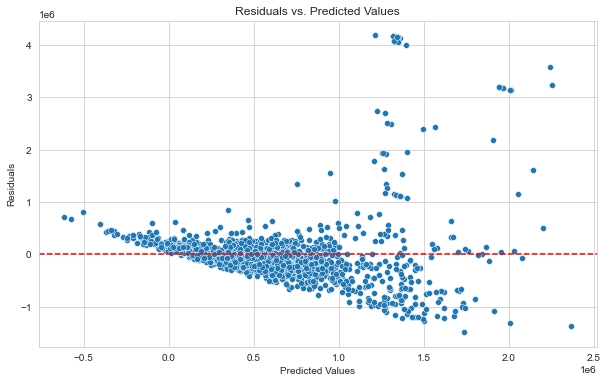 Residuals vs. Predicted Values
1e6
4
3
2
1
0
−1
Residuals
−0.5 0.0 0.5 1.0 1.5 2.0 2.5
1e6
Predicted Values